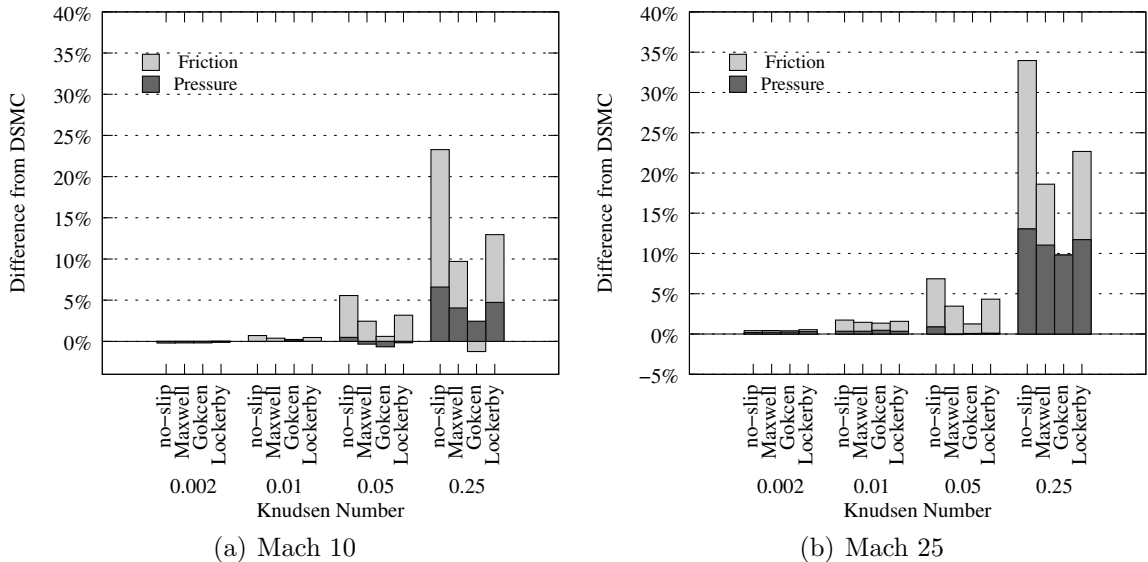 40%
35%
30%
25%
20%
15%
10%
5%
0%
Difference from DSMC
Friction
Pressure
no−slip
Maxwell
Gokcen
Lockerby
no−slip
Maxwell
Gokcen
Lockerby
no−slip
Maxwell
Gokcen
Lockerby
no−slip
Maxwell
Gokcen
Lockerby
0.002 0.01 0.05 0.25
Knudsen Number
(a) Mach 10
40%
35%
30%
25%
20%
15%
10%
5%
0%
−5%
Difference from DSMC
Friction
Pressure
no−slip
Maxwell
Gokcen
Lockerby
no−slip
Maxwell
Gokcen
Lockerby
no−slip
Maxwell
Gokcen
Lockerby
no−slip
Maxwell
Gokcen
Lockerby
0.002 0.01 0.05 0.25
Knudsen Number
(b) Mach 25